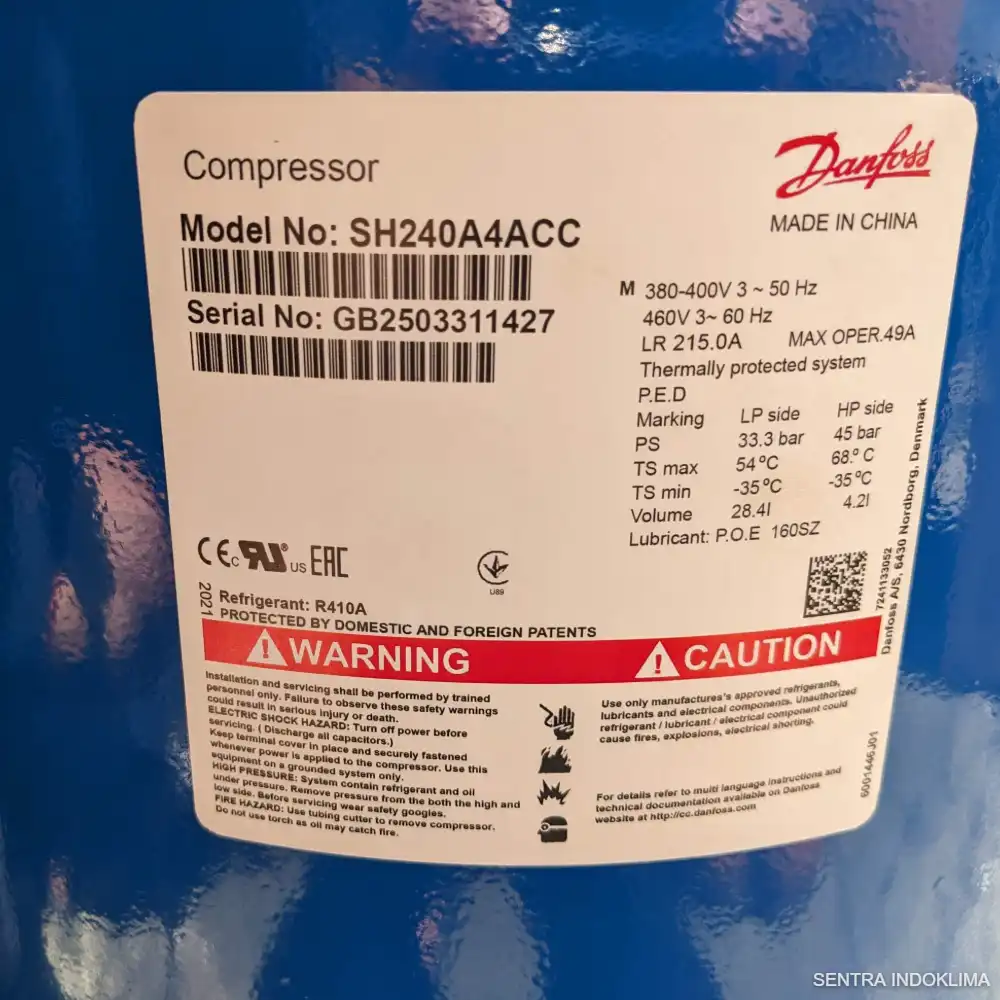 Compressor
Danfoss
MADE IN CHINA
Model No: SH240A4ACC
Serial No: GB2503311427
M 380-400V 3 ~ 50 Hz
460V 3~ 60 Hz
LR 215.0A MAX OPER.49A
Thermally protected system
P.E.D
Marking LP side HP side
PS 33.3 bar 45 bar
TS max 54°C 68.° C
TS min -35°C -35°C
Volume 28.4l 4.2l
Lubricant: P.O.E 160SZ
CE c RU® US EAC
U89
2021
Refrigerant: R410A
PROTECTED BY DOMESTIC AND FOREIGN PATENTS
7241133052
Danfoss A/S, 6430 Nordborg, Denmark
WARNING
Installation and servicing shall be performed by trained
personnel only. Failure to observe these safety warnings
could result in serious injury or death.
ELECTRIC SHOCK HAZARD: Turn off power before
servicing. ( Discharge all capacitors.)
Keep terminal cover in place and securely fastened
whenever power is applied to the compressor. Use this
equipment on a grounded system only.
HIGH PRESSURE: System contain refrigerant and oil
under pressure. Remove pressure from the both the high and
low side. Before servicing wear safety googles.
FIRE HAZARD: Use tubing cutter to remove compressor.
Do not use torch as oil may catch fire.
CAUTION
Use only manufactures's approved refrigerants,
lubricants and electrical components. Unauthorized
refrigerant / lubricant / electrical component could
cause fires, explosions, electrical shorting.
For details refer to multi language instructions and
technical documentation available on Danfoss
website at http://cc.danfoss.com
6001446J01
SENTRA INDOKLIMA